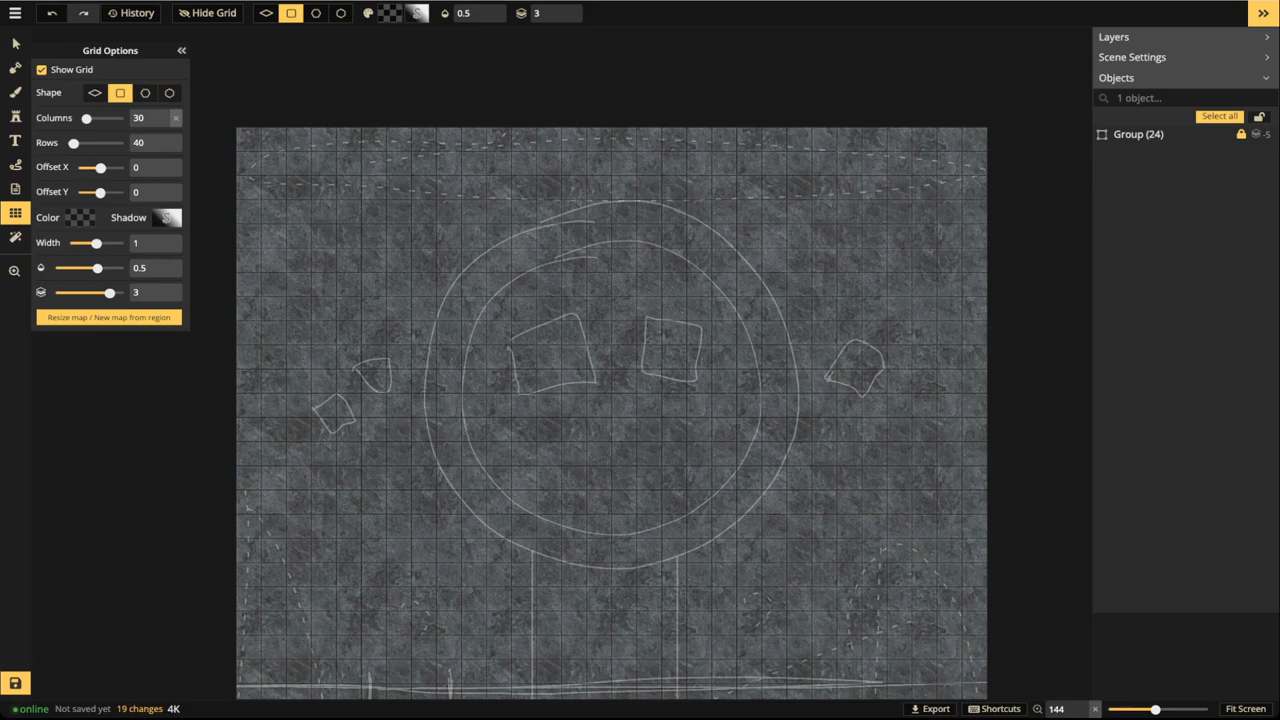 History
Hide Grid
0.5
3
Grid Options
Show Grid
Shape
Columns 30 ×
Rows 40
Offset X 0
Offset Y 0
Color Shadow S
Width 1
0.5
3
Resize map / New map from region
Layers
Scene Settings
Objects
1 object...
Select all
Group (24) -5
online Not saved yet 19 changes 4K
Export Shortcuts 144 × Fit Screen